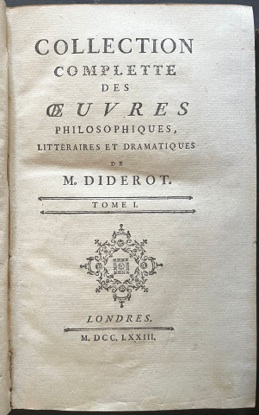 COLLECTION
COMPLETTE
DES
ŒUVRES
PHILOSOPHIQUES,
LITTÉRAIRES ET DRAMATIQUES
DE
M. DIDEROT.
TOME I.
LONDRES.
M. DCC. LXXIII.